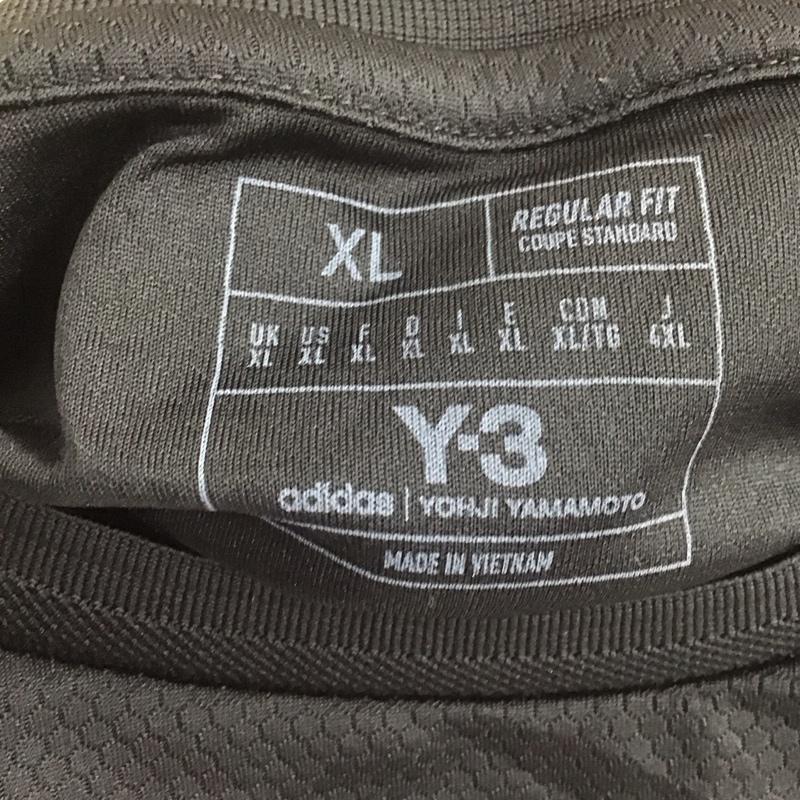 XL
REGULAR FIT
COUPE STANDARD
UK US F D I E CDN J
XL XL XL XL XL XL XL/TG 4XL
Y-3
adidas | YOHJI YAMAMOTO
MADE IN VIETNAM